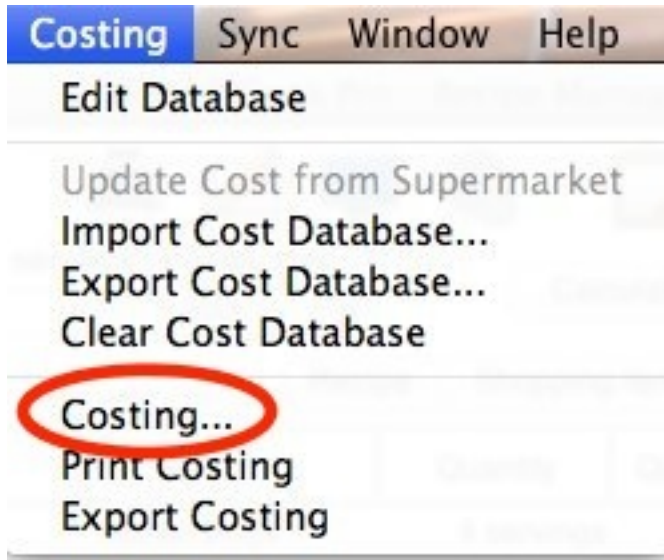 Costing Sync Window Help
Edit Database
Update Cost from Supermarket
Import Cost Database...
Export Cost Database...
Clear Cost Database
Costing...
Print Costing
Export Costing